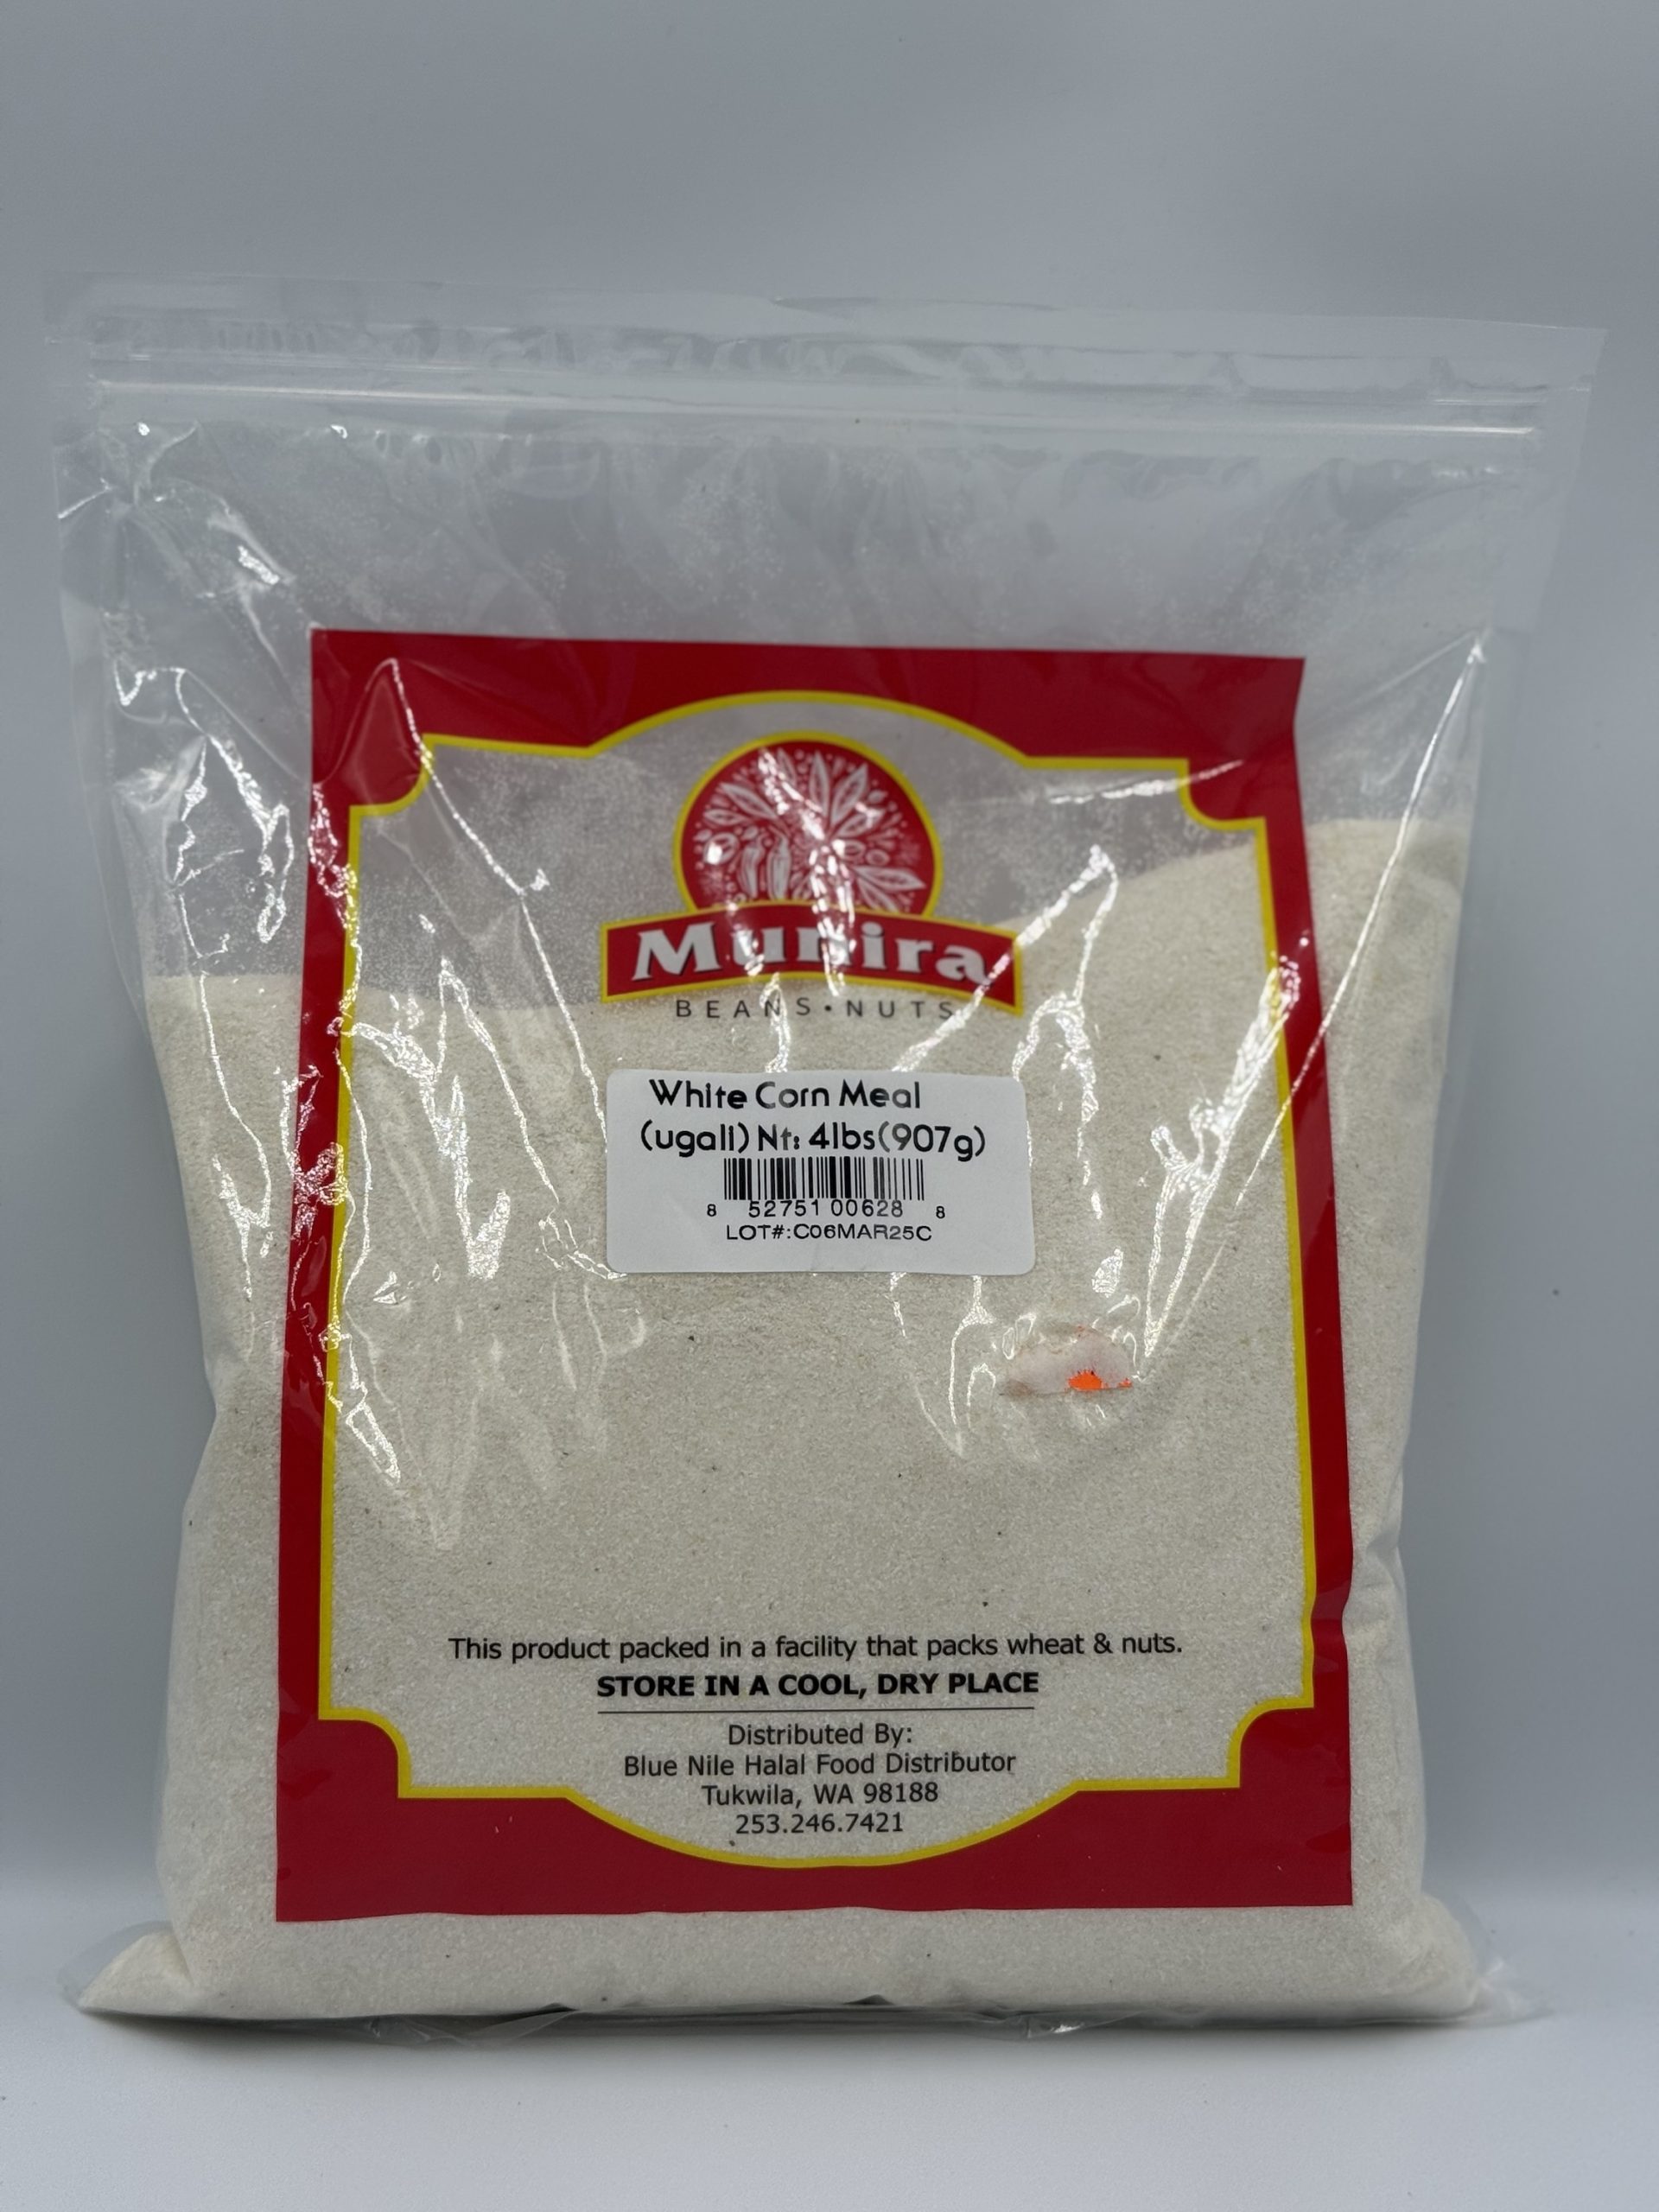 Munira
BEANS • NUTS
White Corn Meal
(ugali) Nt: 4lbs(907g)
8 52751 00628 8
LOT#:C06MAR25C
This product packed in a facility that packs wheat & nuts.
STORE IN A COOL, DRY PLACE
Distributed By:
Blue Nile Halal Food Distributor
Tukwila, WA 98188
253.246.7421